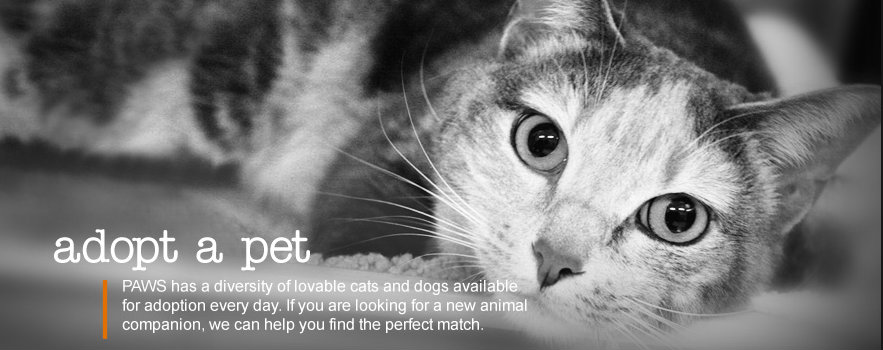 adopt a pet
PAWS has a diversity of lovable cats and dogs available
for adoption every day. If you are looking for a new animal
companion, we can help you find the perfect match.